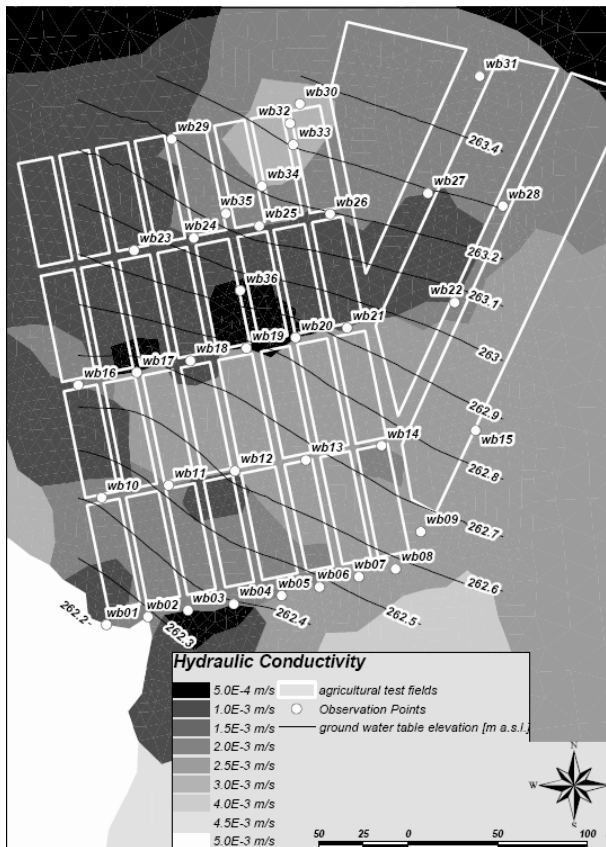 wb31
wb30
wb32
wb29
wb33
263.4
wb34
wb27
wb28
wb35
wb26
wb24
wb25
wb23
263.2
wb36
263.1
wb22
wb21
wb20
wb19
263
wb18
wb17
wb16
262.9
wb15
wb14
wb13
262.8
wb12
wb11
wb10
262.7
wb09
wb08
262.6
wb07
wb06
wb05
wb04
wb03
wb02
wb01
262.2
262.3
262.4
262.5
Hydraulic Conductivity
5.0E-4 m/s agricultural test fields
1.0E-3 m/s Observation Points
1.5E-3 m/s ground water table elevation [m a.s.l.]
2.0E-3 m/s
2.5E-3 m/s
3.0E-3 m/s
4.0E-3 m/s
4.5E-3 m/s
5.0E-3 m/s
N
W E
S
50 25 0 50 100